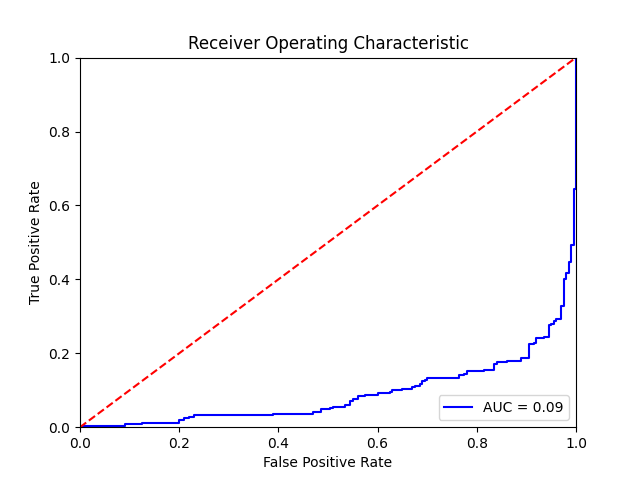 Receiver Operating Characteristic
True Positive Rate
1.0
0.8
0.6
0.4
0.2
0.0
AUC = 0.09
0.0 0.2 0.4 0.6 0.8 1.0
False Positive Rate